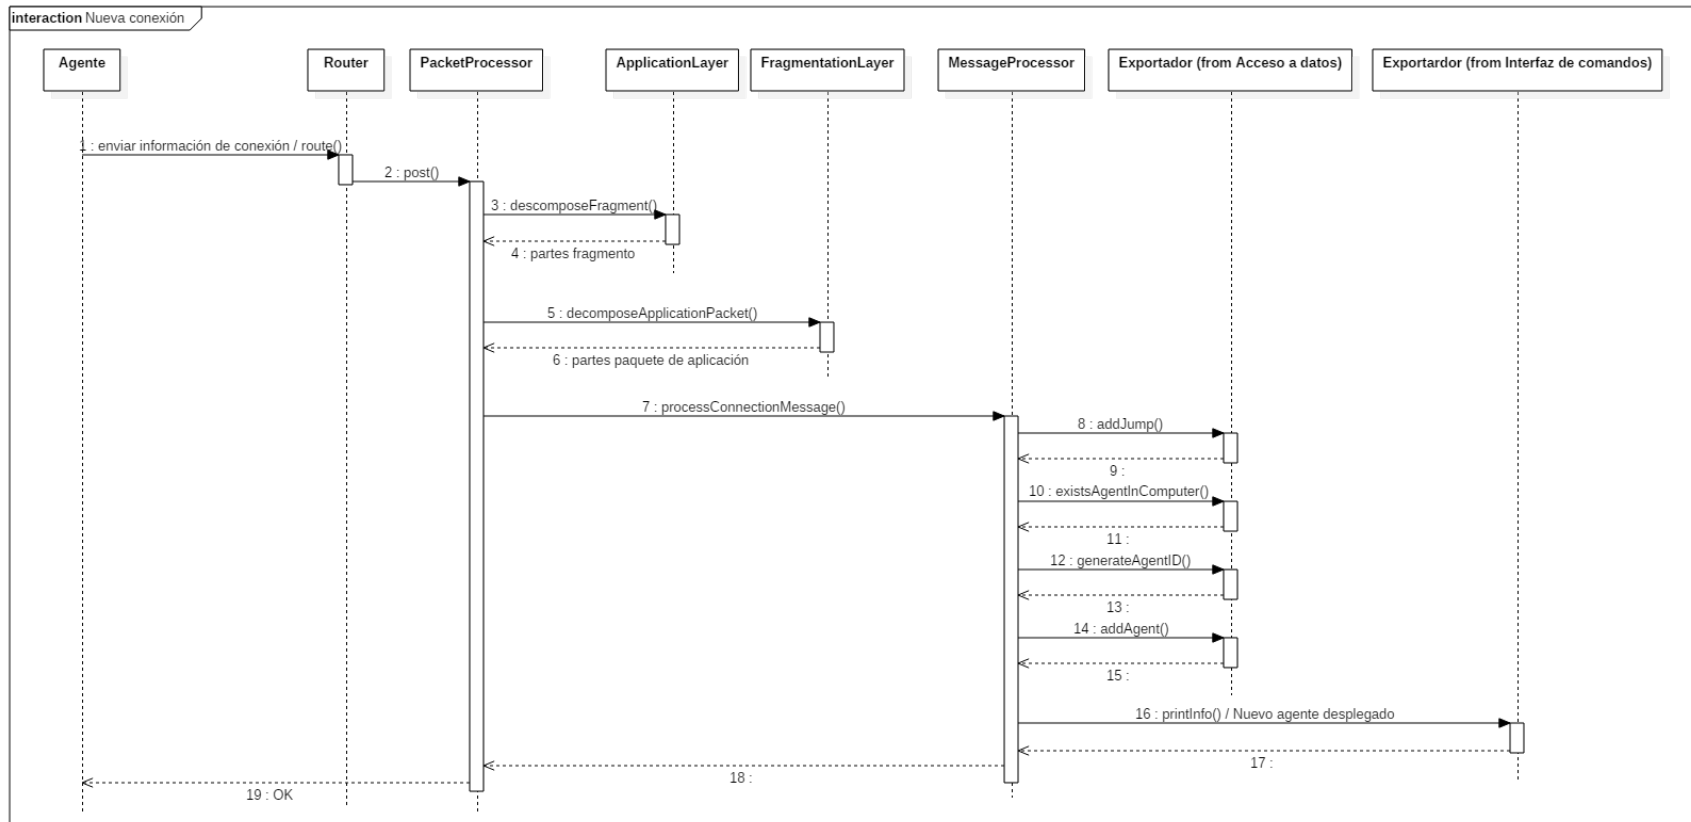 interaction Nueva conexión
Agente
Router
PacketProcessor
ApplicationLayer
FragmentationLayer
MessageProcessor
Exportador (from Acceso a datos)
Exportardor (from Interfaz de comandos)
1 : enviar información de conexión / route()
2 : post()
3 : descomposeFragment()
4 : partes fragmento
5 : decomposeApplicationPacket()
6 : partes paquete de aplicación
7 : processConnectionMessage()
8 : addJump()
9 :
10 : existsAgentInComputer()
11 :
12 : generateAgentID()
13 :
14 : addAgent()
15 :
16 : printInfo() / Nuevo agente desplegado
17 :
18 :
19 : OK